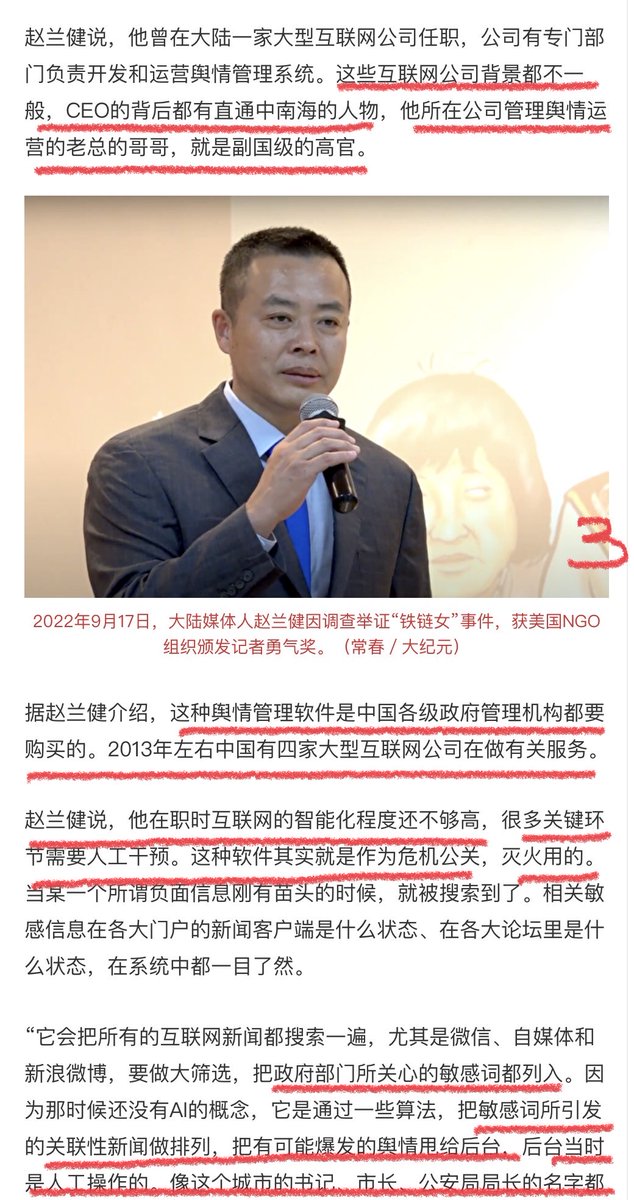 赵兰健说，他曾在大陆一家大型互联网公司任职，公司有专门部
门负责开发和运营舆情管理系统。这些互联网公司背景都不一
般，CEO的背后都有直通中南海的人物，他所在公司管理舆情运
营的老总的哥哥，就是副国级的高官。
3
2022年9月17日，大陆媒体人赵兰健因调查举证“铁链女”事件，获美国NGO
组织颁发记者勇气奖。（常春／大纪元）
据赵兰健介绍，这种舆情管理软件是中国各级政府管理机构都要
购买的。2013年左右中国有四家大型互联网公司在做有关服务。
赵兰健说，他在职时互联网的智能化程度还不够高，很多关键环
节需要人工干预。这种软件其实就是作为危机公关，灭火用的。
当某一个所谓负面信息刚有苗头的时候，就被搜索到了。相关敏
感信息在各大门户的新闻客户端是什么状态、在各大论坛里是什
么状态，在系统中都一目了然。
“它会把所有的互联网新闻都搜索一遍，尤其是微信、自媒体和
新浪微博，要做大筛选，把政府部门所关心的敏感词都列入。因
为那时候还没有AI的概念，它是通过一些算法，把敏感词所引发
的关联性新闻做排列，把有可能爆发的舆情甩给后台，后台当时
是人工操作的，像这个城市的书记、市长、公安局局长的名字都